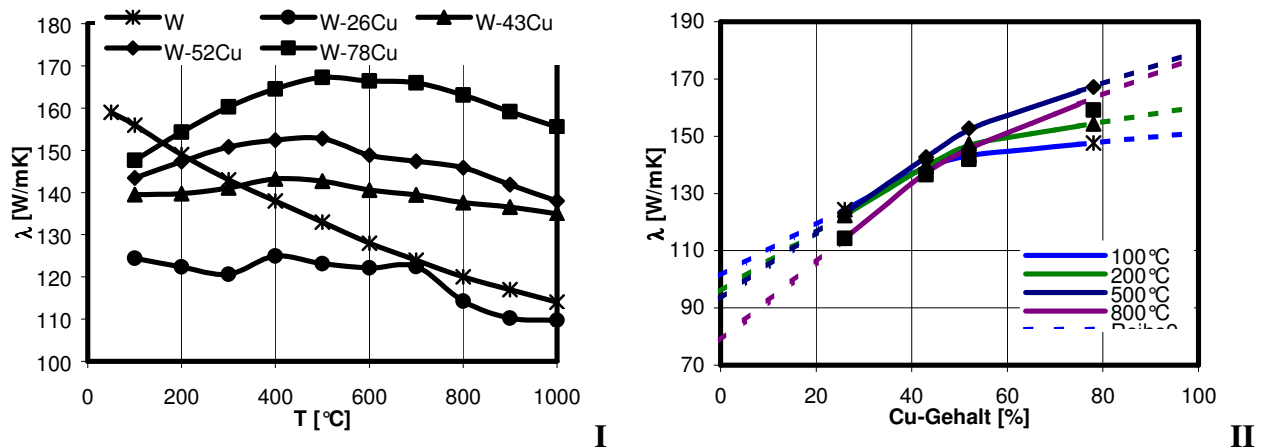 W W-26Cu W-43Cu
W-52Cu W-78Cu
180
170
160
150
140
130
120
110
100
λ [W/mK]
0 200 400 600 800 1000
T [°C]
I
190
170
150
130
110
90
70
λ [W/mK]
100°C
200°C
500°C
800°C
0 20 40 60 80 100
Cu-Gehalt [%]
II